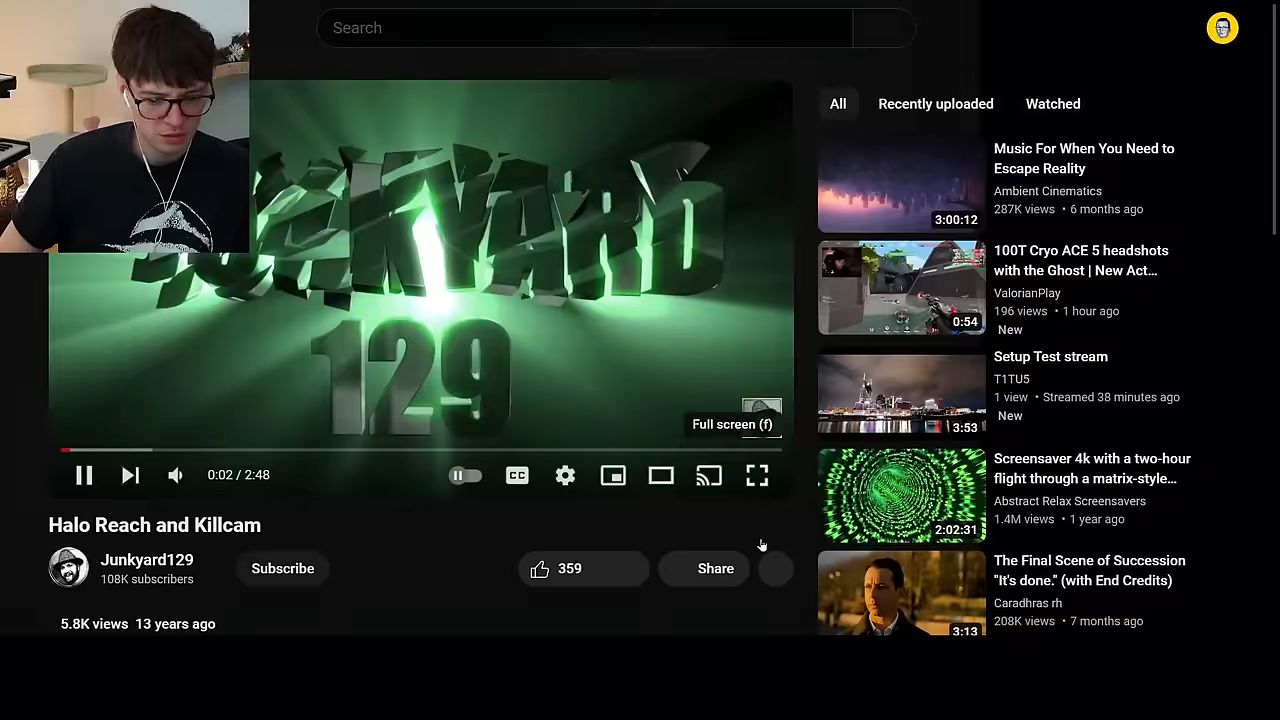 Search
All
Recently uploaded
Watched
JUNKYARD
129
Full screen (f)
CC
0:02 / 2:48
Halo Reach and Killcam
Junkyard129
108K subscribers
Subscribe
359
Share
5.8K views 13 years ago
3:00:12
Music For When You Need to
Escape Reality
Ambient Cinematics
287K views • 6 months ago
0:54
100T Cryo ACE 5 headshots
with the Ghost | New Act...
ValorianPlay
196 views • 1 hour ago
New
3:53
Setup Test stream
T1TU5
1 view • Streamed 38 minutes ago
New
2:02:31
Screensaver 4k with a two-hour
flight through a matrix-style...
Abstract Relax Screensavers
1.4M views • 1 year ago
3:13
The Final Scene of Succession
"It's done." (with End Credits)
Caradhras rh
208K views • 7 months ago